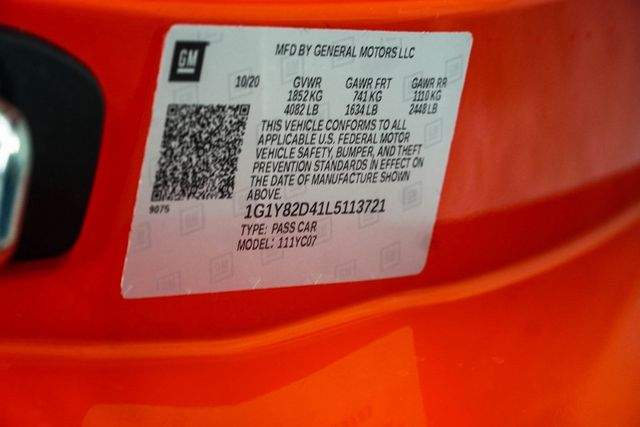 GM
MFD BY GENERAL MOTORS LLC
10/20 GVWR GAWR FRT GAWR RR
1852 KG 741 KG 1110 KG
4082 LB 1634 LB 2448 LB
THIS VEHICLE CONFORMS TO ALL
APPLICABLE U.S. FEDERAL MOTOR
VEHICLE SAFETY, BUMPER, AND THEFT
PREVENTION STANDARDS IN EFFECT ON
THE DATE OF MANUFACTURE SHOWN
ABOVE.
9075
1G1Y82D41L5113721
TYPE: PASS CAR
MODEL: 111YC07